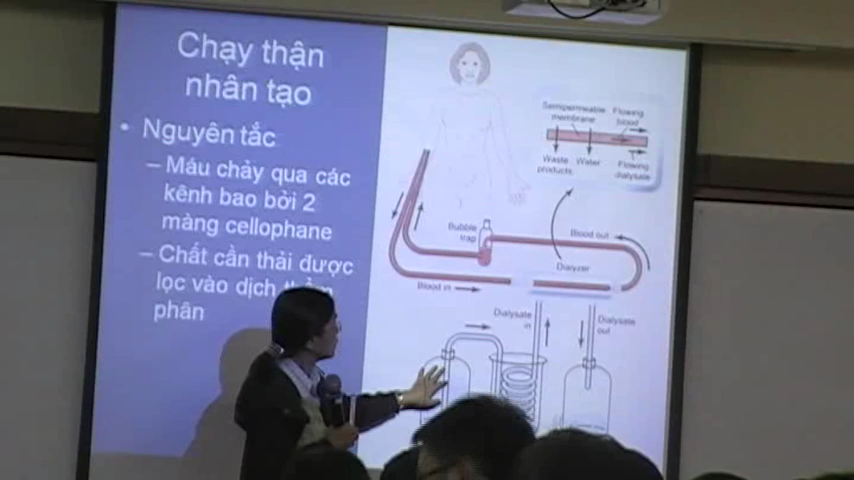 Chạy thận
nhân tạo
• Nguyên tắc
– Máu chảy qua các
kênh bao bởi 2
màng cellophane
– Chất cần thải được
lọc vào dịch thẩm
phân
Semipermeable
membrane
Flowing
blood
Waste
products
Water
Flowing
dialysate
Bubble
trap
Blood out
Dialyzer
Blood in
Dialysate
in
Dialysate
out